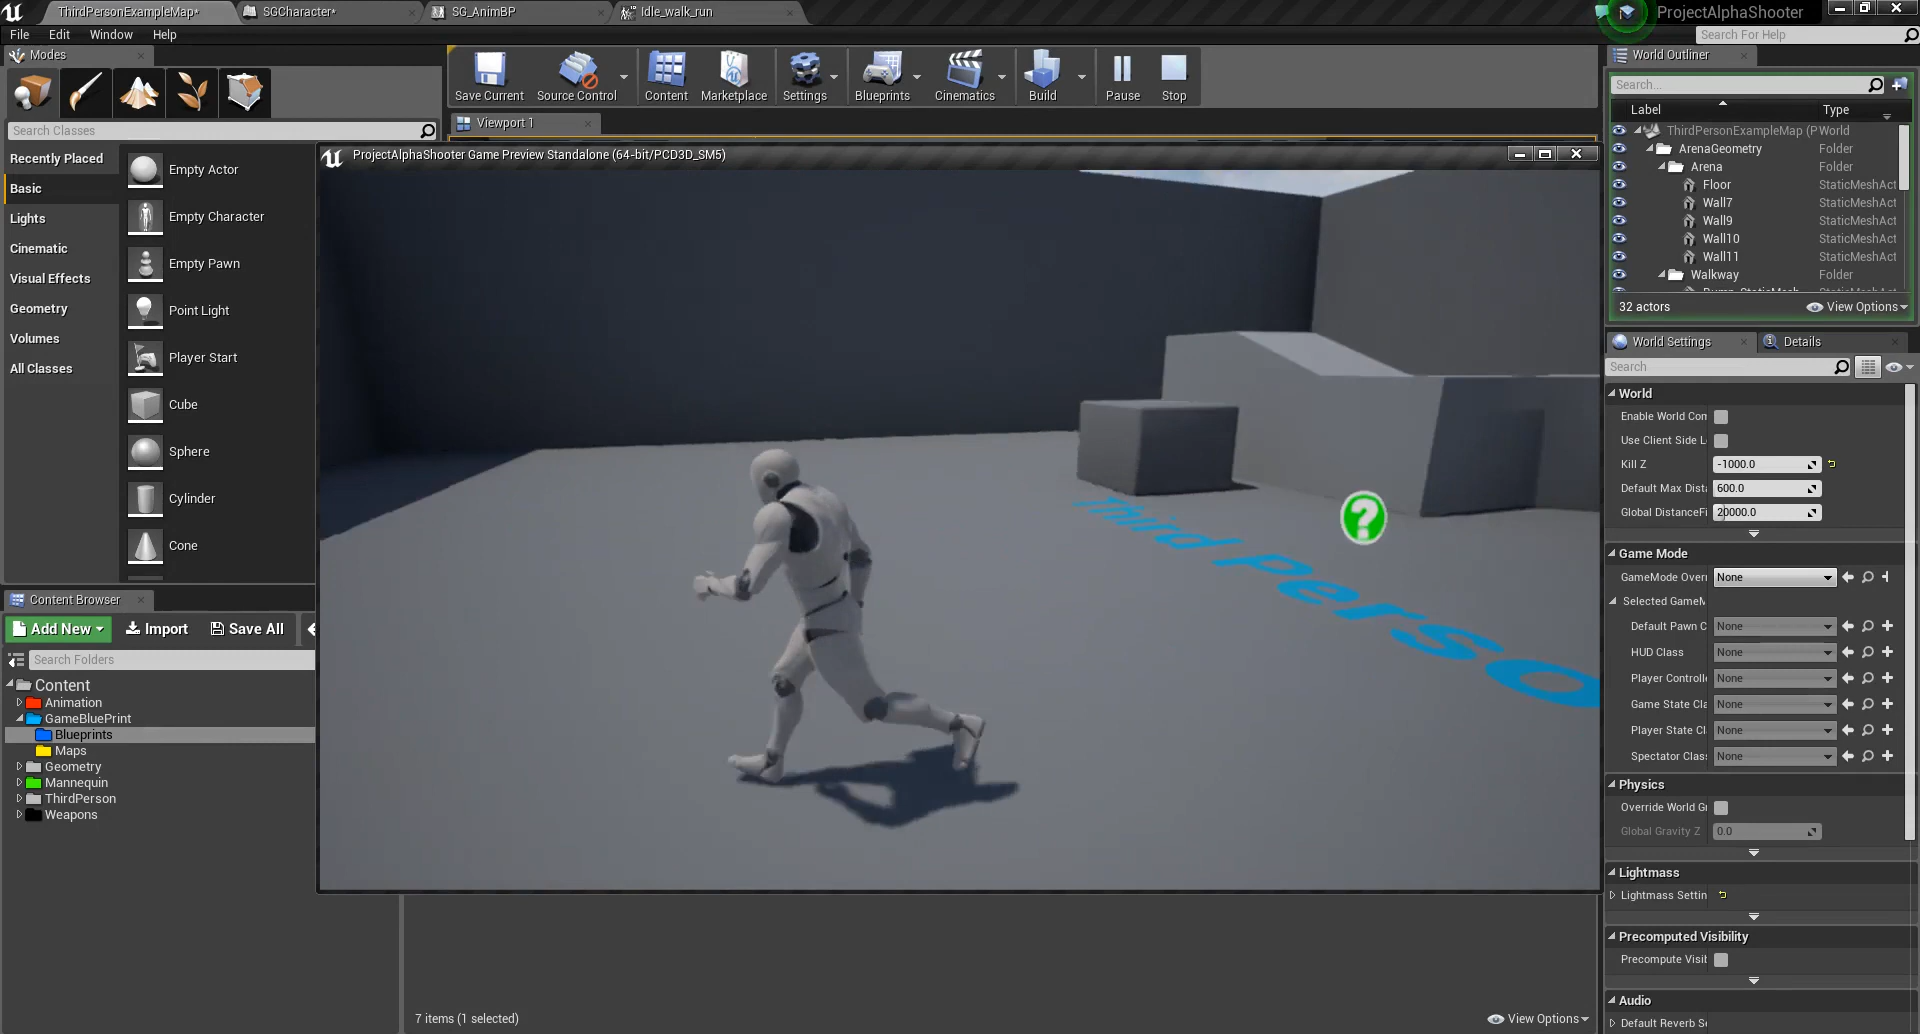 ThirdPersonExampleMap*
SGCharacter*
SG_AnimBP
Idle_walk_run
ProjectAlphaShooter
File
Edit
Window
Help
Search For Help
Modes
Search Classes
Recently Placed
Basic
Lights
Cinematic
Visual Effects
Geometry
Volumes
All Classes
Empty Actor
Empty Character
Empty Pawn
Point Light
Player Start
Cube
Sphere
Cylinder
Cone
Save Current
Source Control
Content
Marketplace
Settings
Blueprints
Cinematics
Build
Pause
Stop
Viewport 1
ProjectAlphaShooter Game Preview Standalone (64-bit/PCD3D_SM5)
Third Perso
?
Content Browser
Add New
Import
Save All
Search Folders
Content
Animation
GameBluePrint
Blueprints
Maps
Geometry
Mannequin
ThirdPerson
Weapons
7 items (1 selected)
View Options
World Outliner
Search...
Label
Type
ThirdPersonExampleMap (P World
ArenaGeometry Folder
Arena Folder
Floor StaticMeshAct
Wall7 StaticMeshAct
Wall9 StaticMeshAct
Wall10 StaticMeshAct
Wall11 StaticMeshAct
Walkway Folder
32 actors
View Options
World Settings
Details
Search
World
Enable World Com
Use Client Side L
Kill Z -1000.0
Default Max Dist 600.0
Global DistanceFi 20000.0
Game Mode
GameMode Over None
Selected GameM
Default Pawn C None
HUD Class None
Player Controll None
Game State Cla None
Player State Cl None
Spectator Class None
Physics
Override World Gr
Global Gravity Z 0.0
Lightmass
Lightmass Settin
Precomputed Visibility
Precompute Visit
Audio
Default Reverb Se